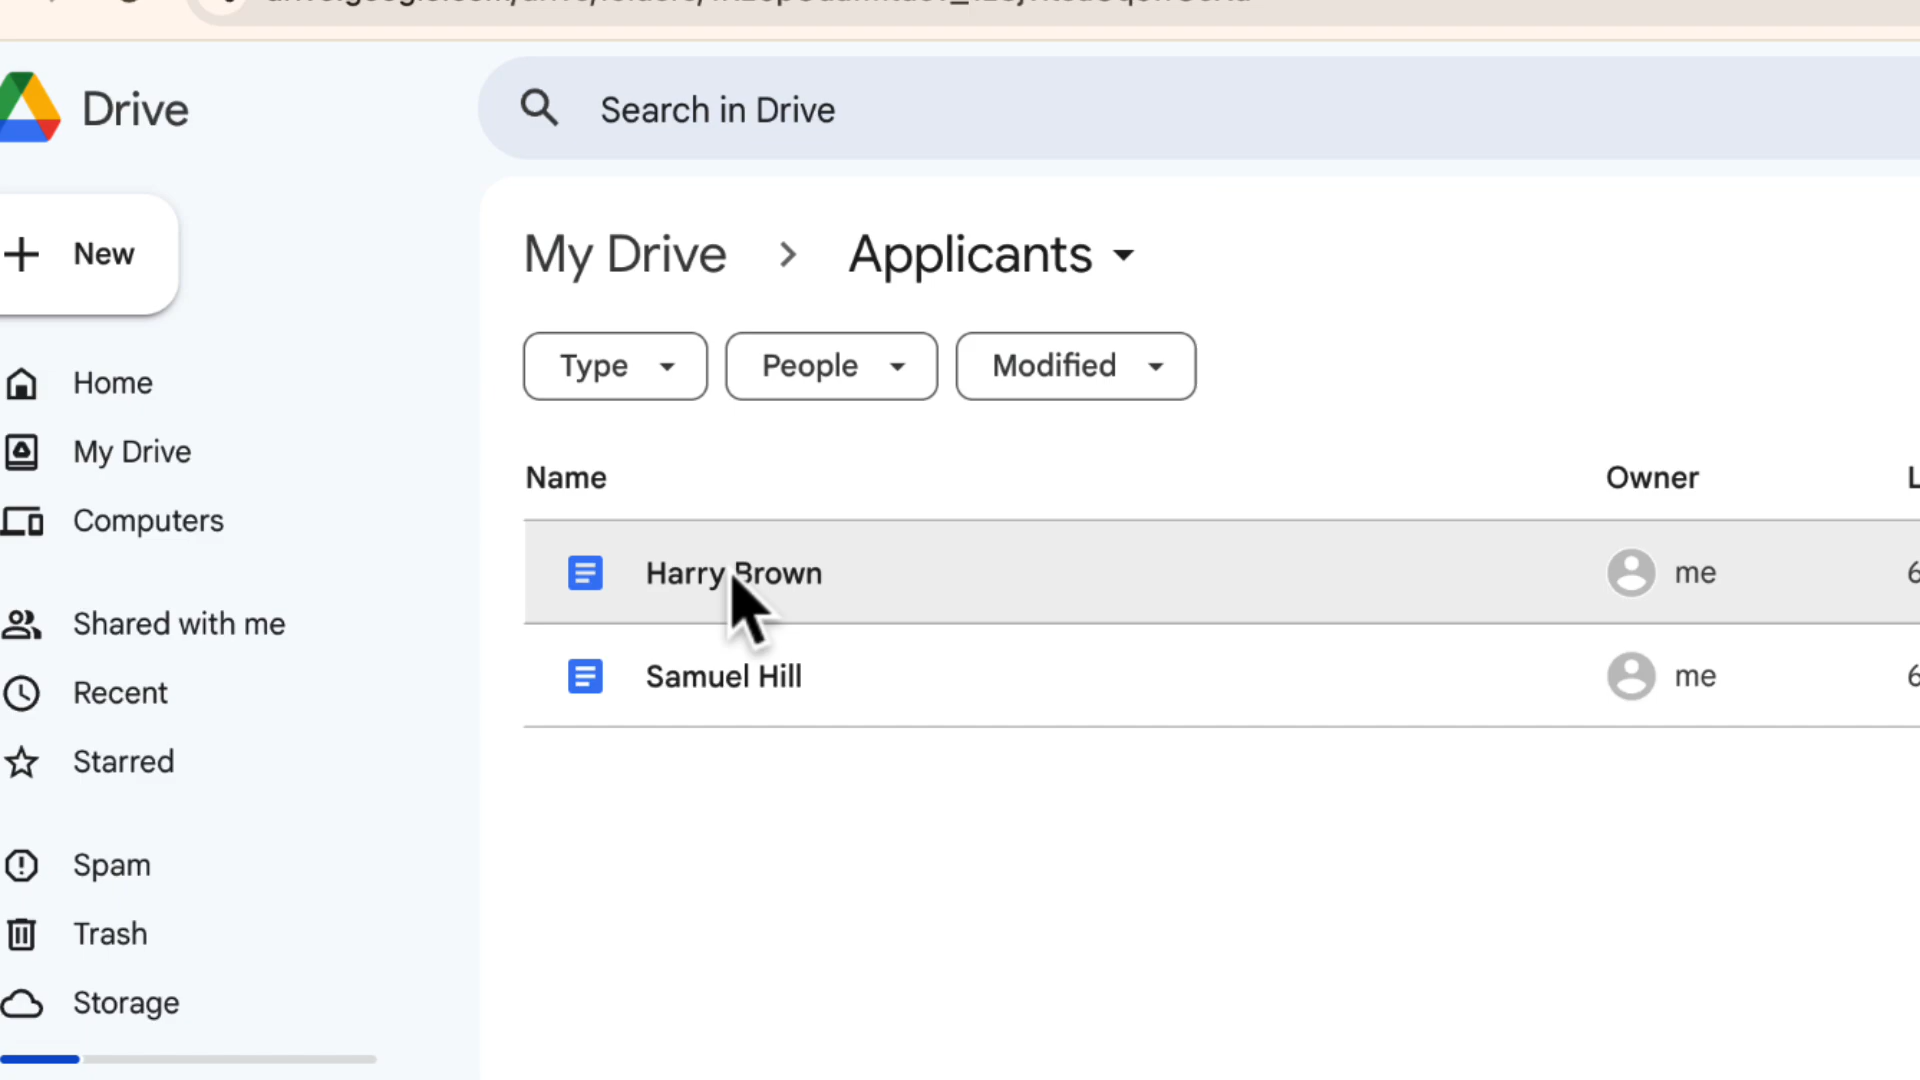 Drive
Search in Drive
New
My Drive > Applicants
Type People Modified
Home
My Drive
Computers
Name Owner
Harry Brown me
Shared with me
Samuel Hill me
Recent
Starred
Spam
Trash
Storage